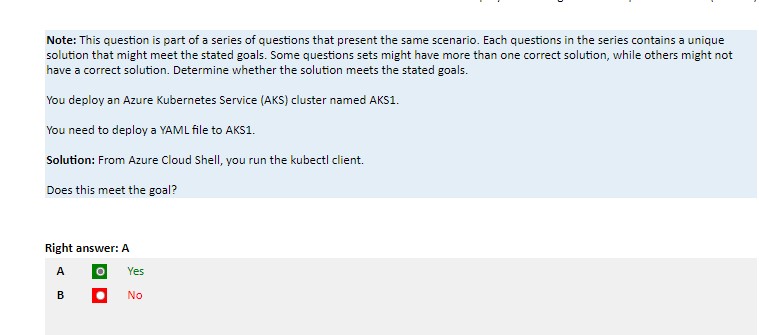 Note: This question is part of a series of questions that present the same scenario. Each questions in the series contains a unique
solution that might meet the stated goals. Some questions sets might have more than one correct solution, while others might not
have a correct solution. Determine whether the solution meets the stated goals.
You deploy an Azure Kubernetes Service (AKS) cluster named AKS1.
You need to deploy a YAML file to AKS1.
Solution: From Azure Cloud Shell, you run the kubectl client.
Does this meet the goal?
Right answer: A
A Yes
B No